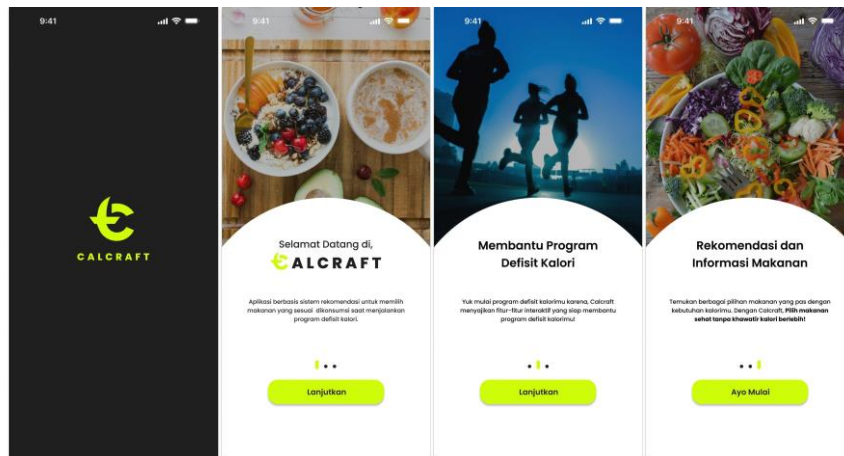 9:41
CALCRAFT
9:41
Selamat Datang di,
CALCRAFT
Aplikasi berbasis sistem rekomendasi untuk memilih
makanan yang sesuai dikonsumsi saat menjalankan
program defisit kalori.
Lanjutkan
9:41
Membantu Program
Defisit Kalori
Yuk mulai program defisit kalorimu karena, Calcraft
menyajikan fitur-fitur interaktif yang siap membantu
program defisit kalorimu!
Lanjutkan
9:41
Rekomendasi dan
Informasi Makanan
Temukan berbagai pilihan makanan yang pas dengan
kebutuhan kalorimu. Dengan Calcraft, Pilih makanan
sehat tanpa khawatir kalori berlebih!
Ayo Mulai